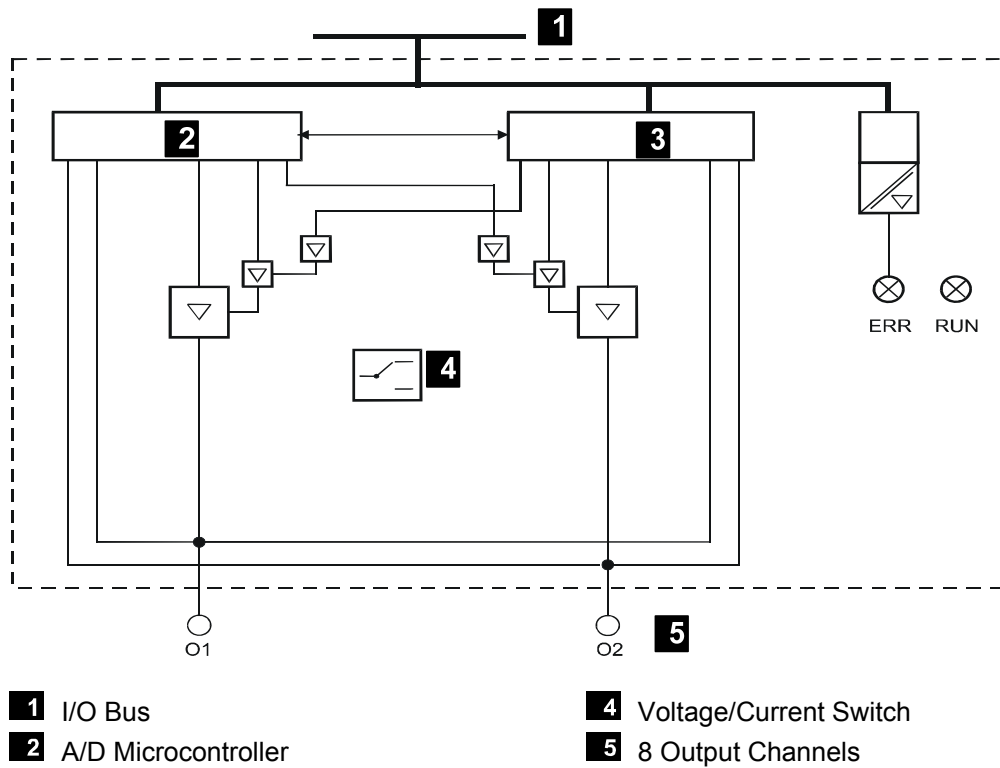 1
2
3
ERR RUN
4
O1
O2
5
1 I/O Bus
4 Voltage/Current Switch
2 A/D Microcontroller
5 8 Output Channels